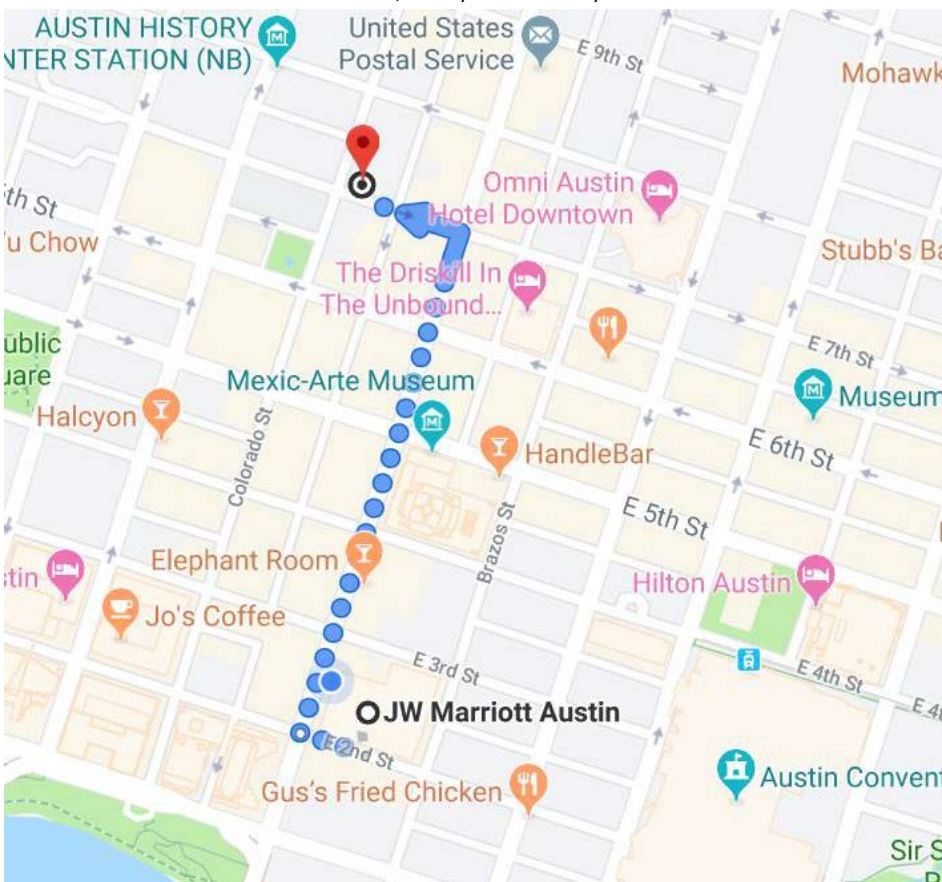 AUSTIN HISTORY
NTER STATION (NB)
United States
Postal Service
E 9th St
Mohawk
5th St
'u Chow
Omni Austin
Hotel Downtown
Stubb's Ba
The Driskill In
The Unbound...
ublic
uare
E 7th St
Mexic-Arte Museum
Museum
Halcyon
Colorado St
HandleBar
E 6th St
E 5th St
Brazos St
Elephant Room
stin
Hilton Austin
Jo's Coffee
E 3rd St
E 4th St
E 4t
JW Marriott Austin
E 2nd St
Gus's Fried Chicken
Austin Convent
Sir S